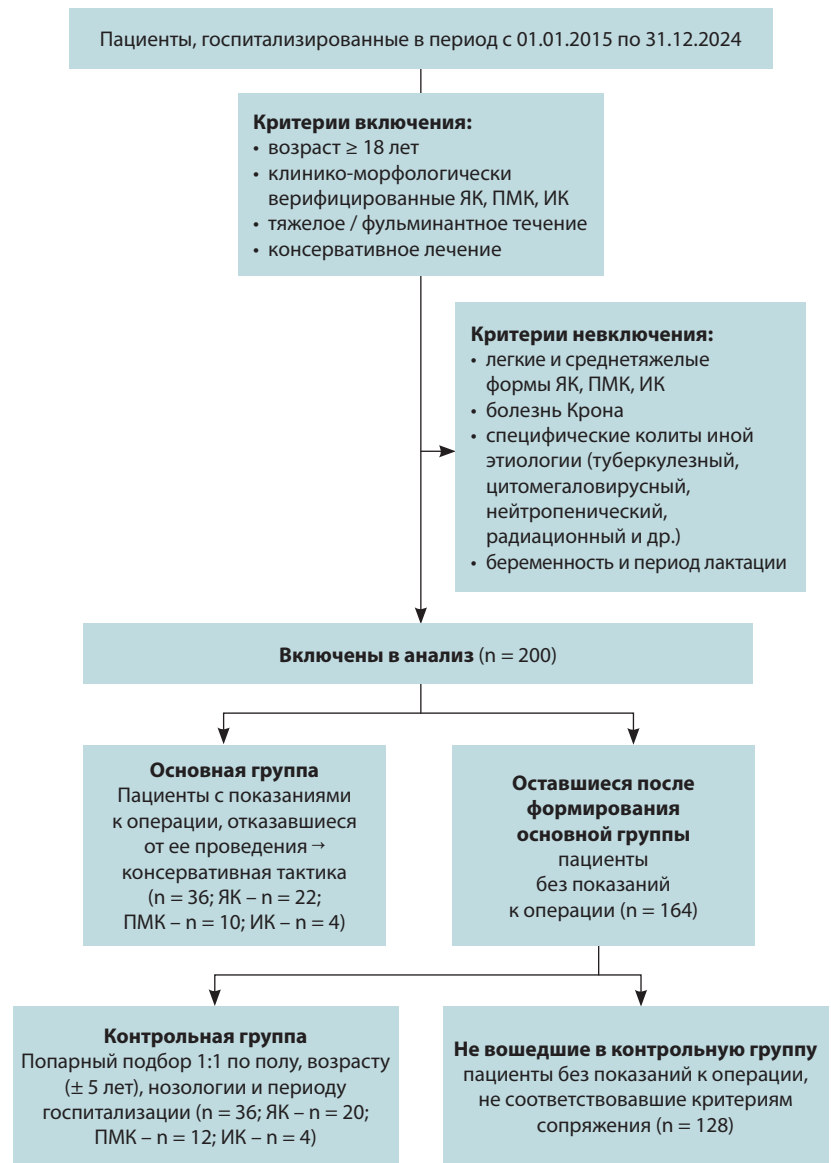 Пациенты, госпитализированные в период с 01.01.2015 по 31.12.2024
Критерии включения:
• возраст ≥ 18 лет
• клинико-морфологически
верифицированные ЯК, ПМК, ИК
• тяжелое / фульминантное течение
• консервативное лечение
Критерии невключения:
• легкие и среднетяжелые
формы ЯК, ПМК, ИК
• болезнь Крона
• специфические колиты иной
этиологии (туберкулезный,
цитомегаловирусный,
нейтропенический,
радиационный и др.)
• беременность и период лактации
Включены в анализ (n = 200)
Основная группа
Пациенты с показаниями
к операции, отказавшиеся
от ее проведения →
консервативная тактика
(n = 36; ЯК – n = 22;
ПМК – n = 10; ИК – n = 4)
Оставшиеся после
формирования
основной группы
пациенты
без показаний
к операции (n = 164)
Контрольная группа
Попарный подбор 1:1 по полу, возрасту
(± 5 лет), нозологии и периоду
госпитализации (n = 36; ЯК – n = 20;
ПМК – n = 12; ИК – n = 4)
Не вошедшие в контрольную группу
пациенты без показаний к операции,
не соответствовавшие критериям
сопряжения (n = 128)